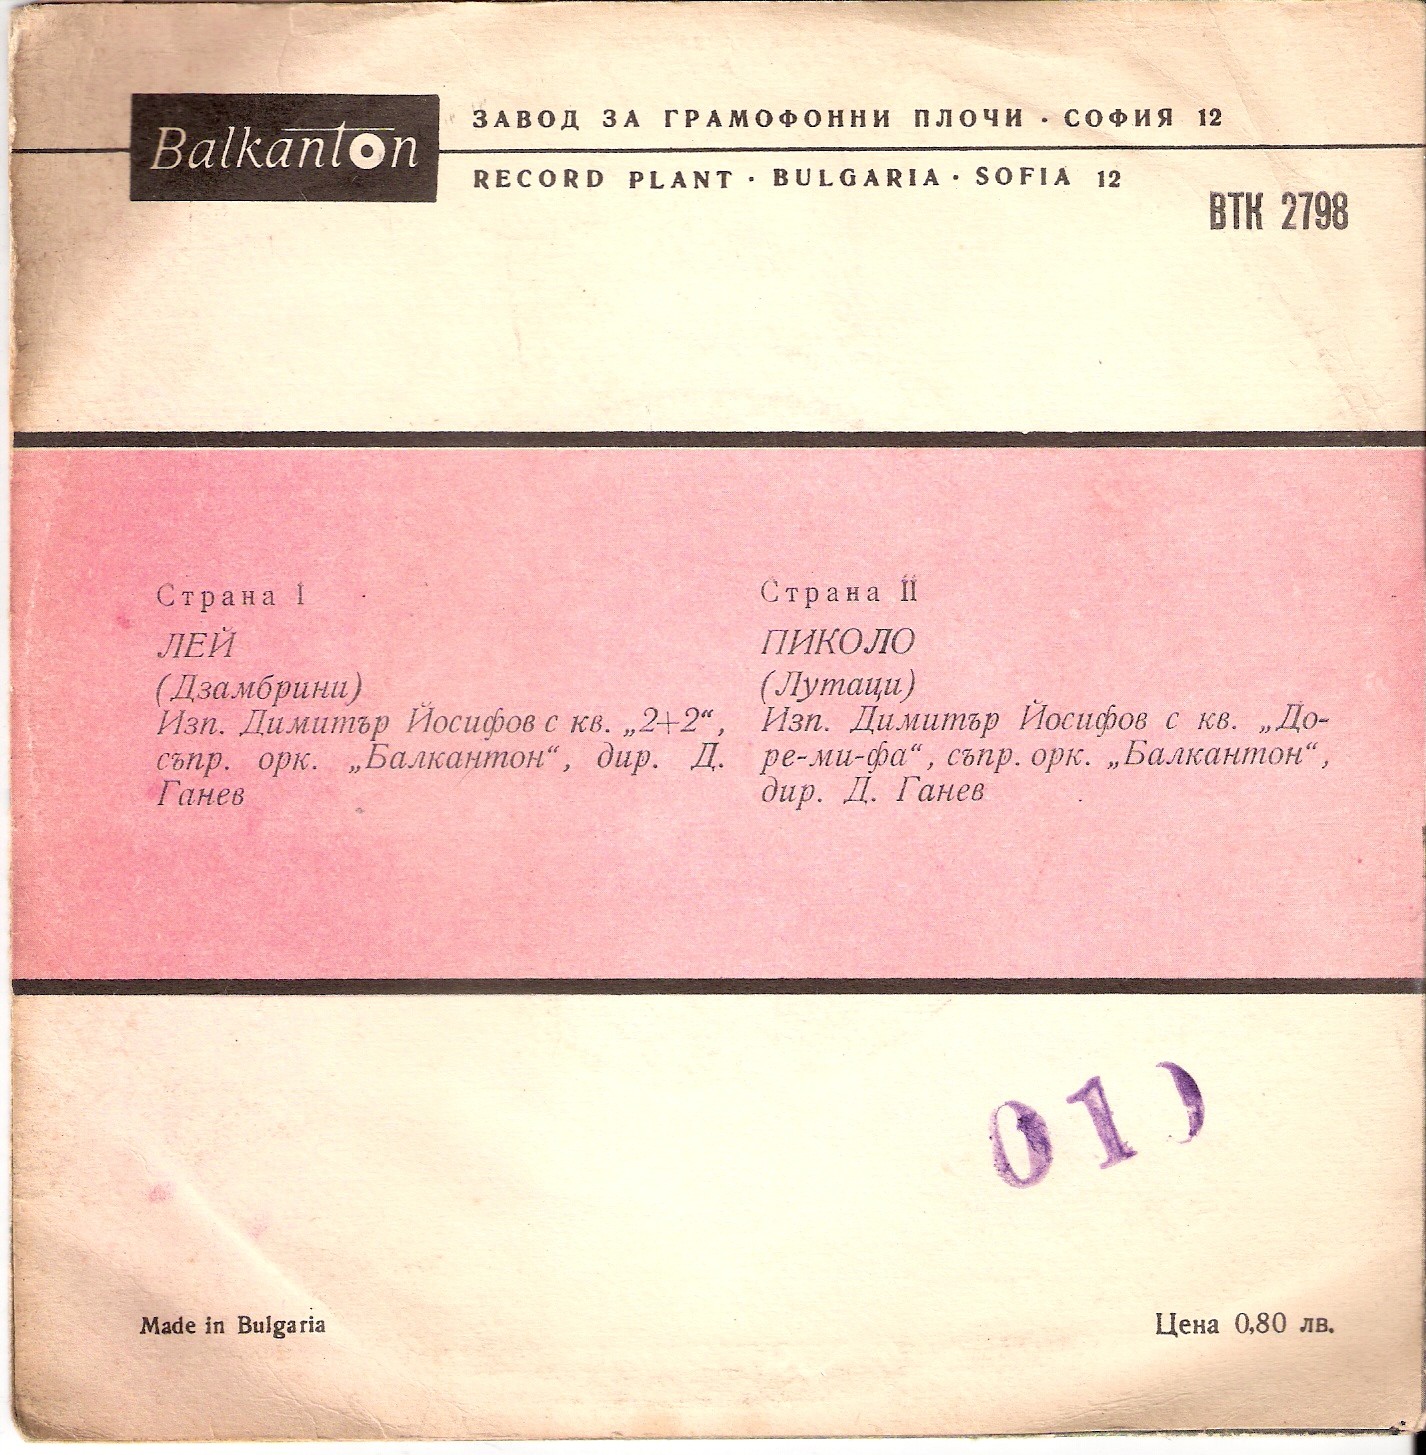 Balkanton
ЗАВОД ЗА ГРАМОФОННИ ПЛОЧИ · СОФИЯ 12
RECORD PLANT · BULGARIA · SOFIA 12
ВТК 2798
Страна I
ЛЕЙ
(Дзамбрини)
Изп. Димитър Йосифов с кв. „2+2“,
съпр. орк. „Балкантон“, дир. Д.
Ганев
Страна II
ПИКОЛО
(Лутаци)
Изп. Димитър Йосифов с кв. „До-
ре-ми-фа“, съпр. орк. „Балкантон“,
дир. Д. Ганев
01
Made in Bulgaria
Цена 0,80 лв.